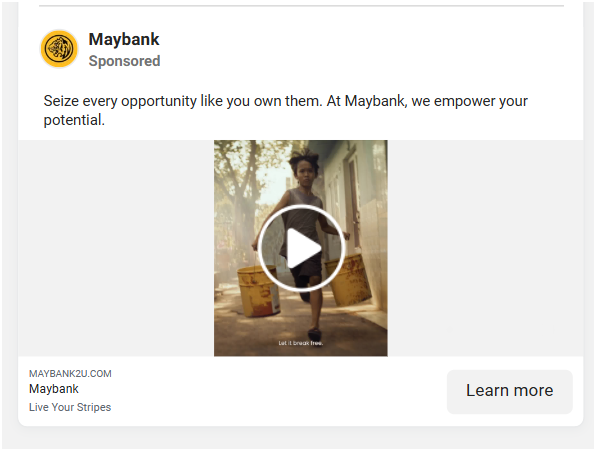 Maybank
Sponsored
Seize every opportunity like you own them. At Maybank, we empower your
potential.
Let it break free.
MAYBANK2U.COM
Maybank
Live Your Stripes
Learn more